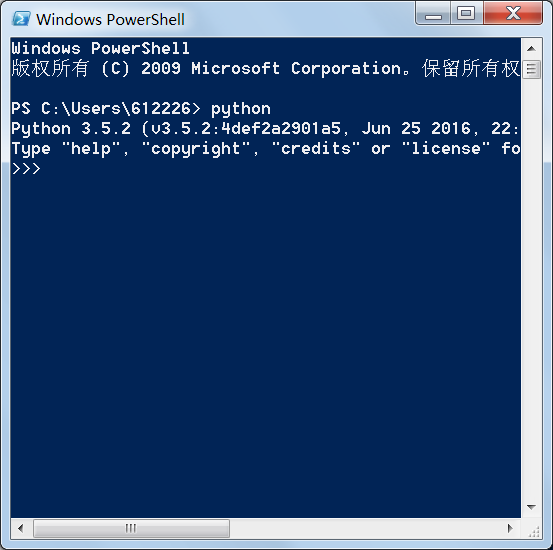 Windows PowerShell
Windows PowerShell
版权所有 (C) 2009 Microsoft Corporation。保留所有权
PS C:\Users\612226> python
Python 3.5.2 (v3.5.2:4def2a2901a5, Jun 25 2016, 22:
Type "help", "copyright", "credits" or "license" fo
>>>